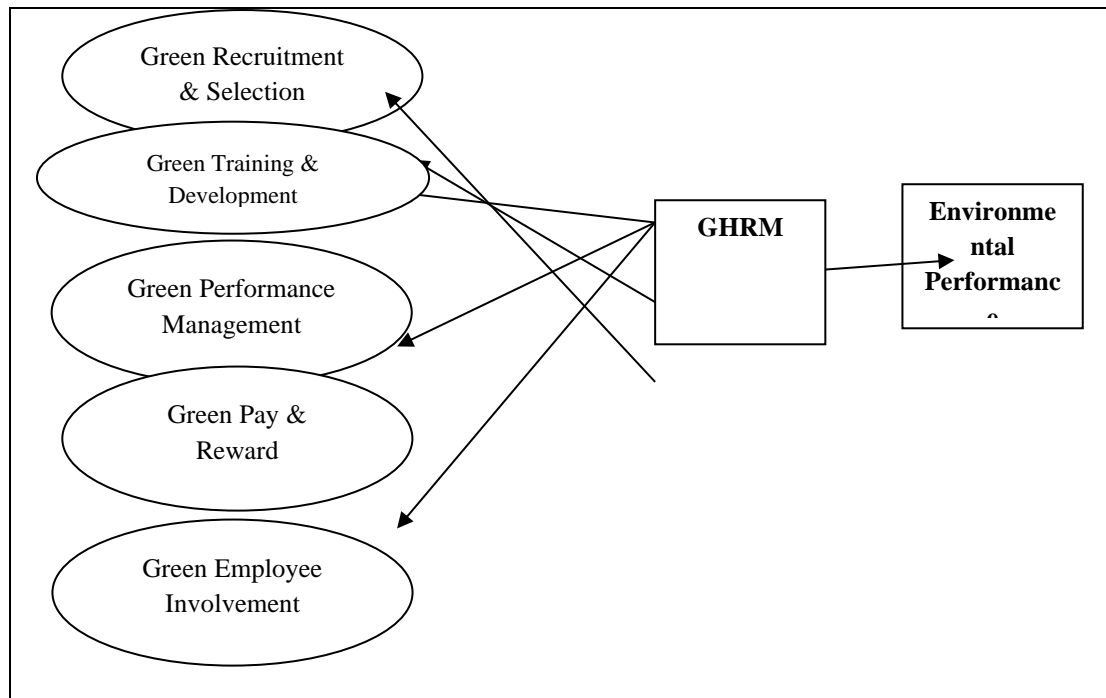 Green Recruitment
& Selection
Green Training &
Development
Green Performance
Management
Green Pay &
Reward
Green Employee
Involvement
GHRM
Environme
ntal
Performanc